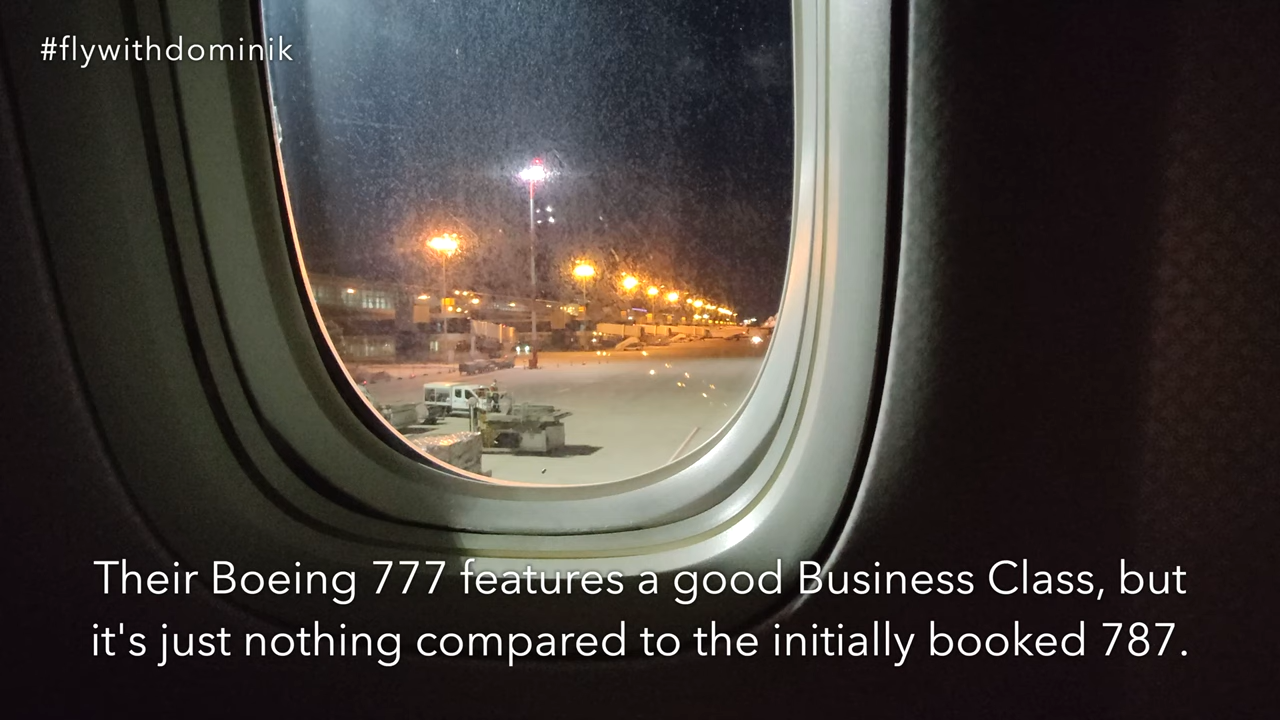 #flywithdominik
Their Boeing 777 features a good Business Class, but
it's just nothing compared to the initially booked 787.